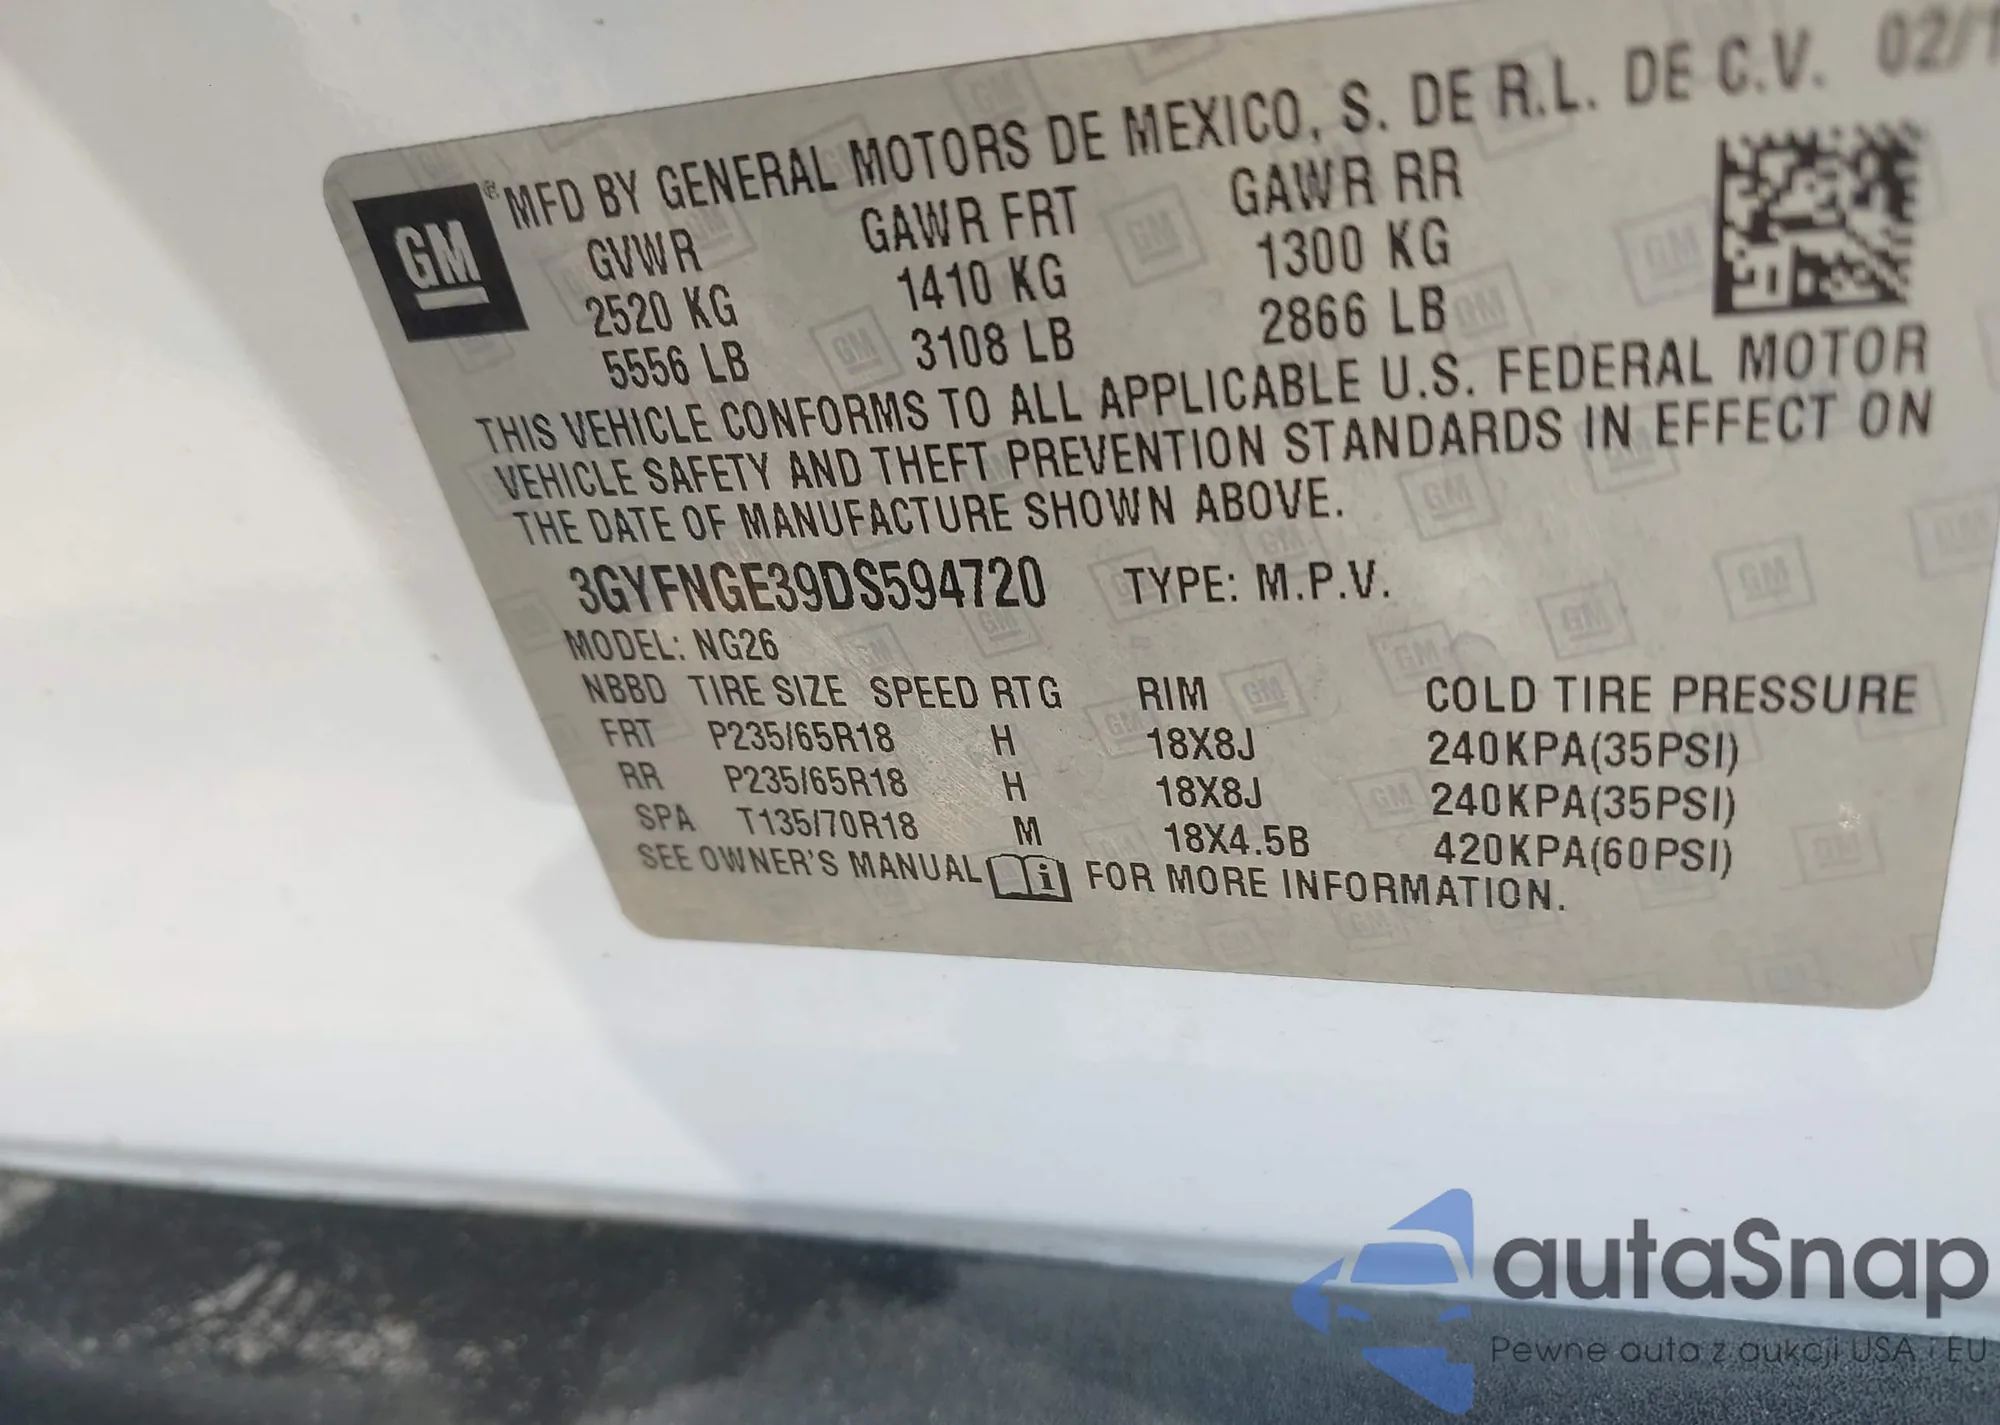 MFD BY GENERAL MOTORS DE MEXICO, S. DE R.L. DE C.V. 02/1
GM
GVWR GAWR FRT GAWR RR
2520 KG 1410 KG 1300 KG
5556 LB 3108 LB 2866 LB
THIS VEHICLE CONFORMS TO ALL APPLICABLE U.S. FEDERAL MOTOR
VEHICLE SAFETY AND THEFT PREVENTION STANDARDS IN EFFECT ON
THE DATE OF MANUFACTURE SHOWN ABOVE.
3GYFNGE39DS594720 TYPE: M.P.V.
MODEL: NG26
NBBD TIRE SIZE SPEED RTG RIM COLD TIRE PRESSURE
FRT P235/65R18 H 18X8J 240KPA(35PSI)
RR P235/65R18 H 18X8J 240KPA(35PSI)
SPA T135/70R18 M 18X4.5B 420KPA(60PSI)
SEE OWNER'S MANUAL i FOR MORE INFORMATION.
autaSnap
Pewne auta z aukcji USA i EU